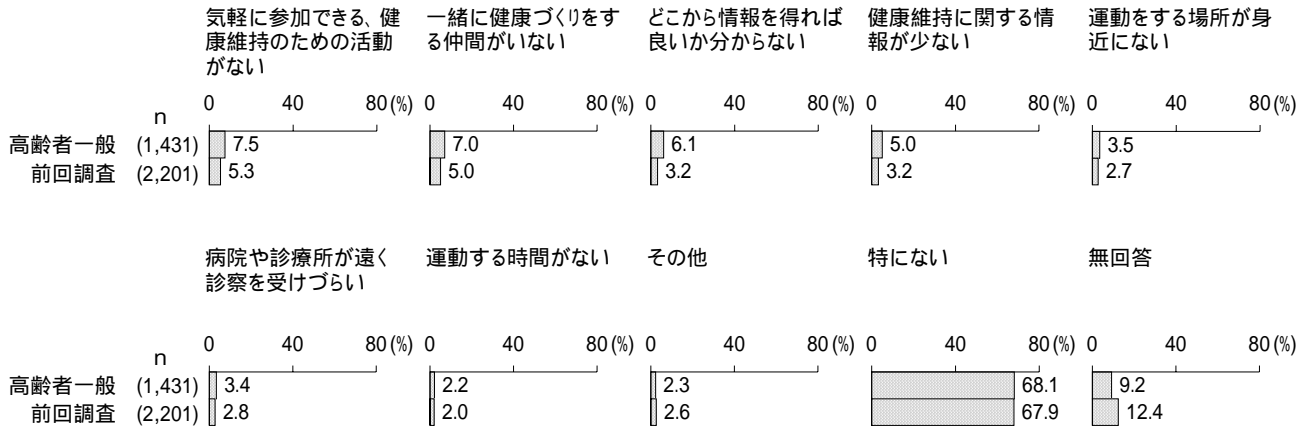 気軽に参加できる、健 一緒に健康づくりをす どこから情報を得れば 健康維持に関する情 運動をする場所が身
康維持のための活動 る仲間がいない 良いか分からない 報が少ない 近にない
がない
n 0 40 80(%) 0 40 80(%) 0 40 80(%) 0 40 80(%) 0 40 80(%)
高齢者一般 (1,431) 7.5 7.0 6.1 5.0 3.5
前回調査 (2,201) 5.3 5.0 3.2 3.2 2.7
病院や診療所が遠く 運動する時間がない その他 特にない 無回答
診察を受けづらい
n 0 40 80(%) 0 40 80(%) 0 40 80(%) 0 40 80(%) 0 40 80(%)
高齢者一般 (1,431) 3.4 2.2 2.3 68.1 9.2
前回調査 (2,201) 2.8 2.0 2.6 67.9 12.4